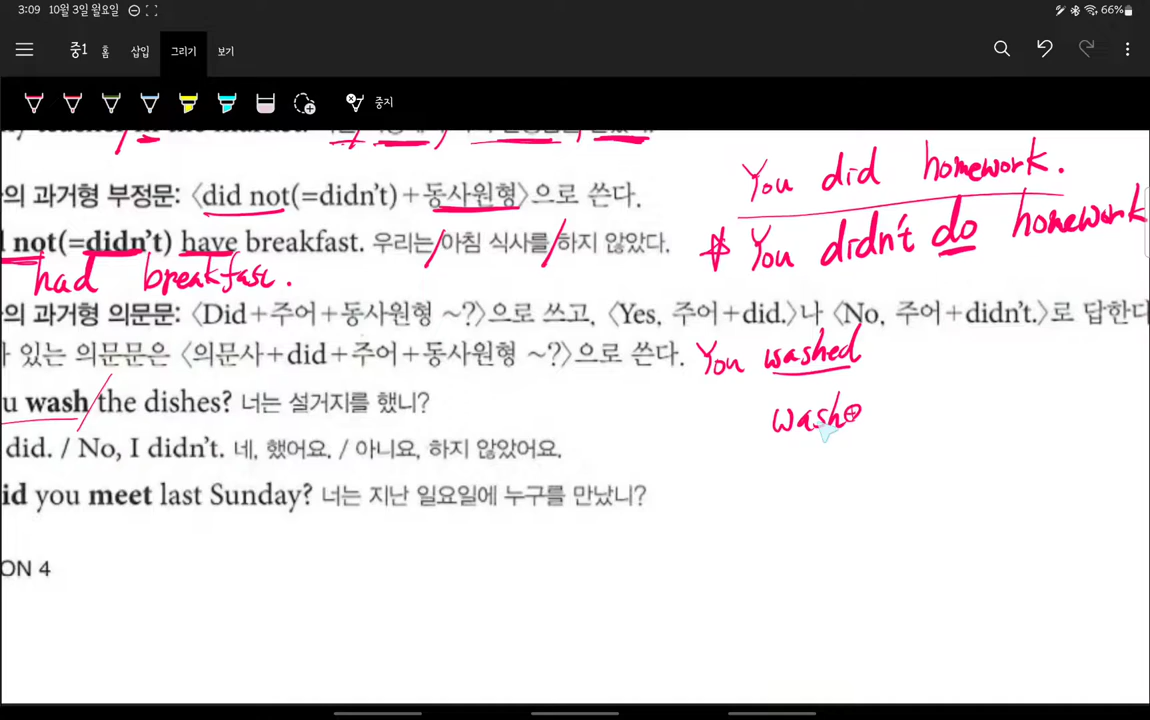 3:09 10월 3일 월요일 66%
중1 홈 삽입 그리기 보기
중지
You did homework.
의 과거형 부정문: 〈did not(=didn't)+동사원형〉으로 쓴다.
not(=didn't) have breakfast. 우리는/아침 식사를/하지 않았다.
You didn't do homework
had breakfast.
의 과거형 의문문: 〈Did+주어+동사원형 ~?〉으로 쓰고, 〈Yes, 주어+did.〉나 〈No, 주어+didn't.〉로 답한다
있는 의문문은 〈의문사+did+주어+동사원형 ~?〉으로 쓴다.
You washed
u wash/the dishes? 너는 설거지를 했니?
wash
did. / No, I didn't. 네, 했어요. / 아니요, 하지 않았어요.
id you meet last Sunday? 너는 지난 일요일에 누구를 만났니?
ON 4